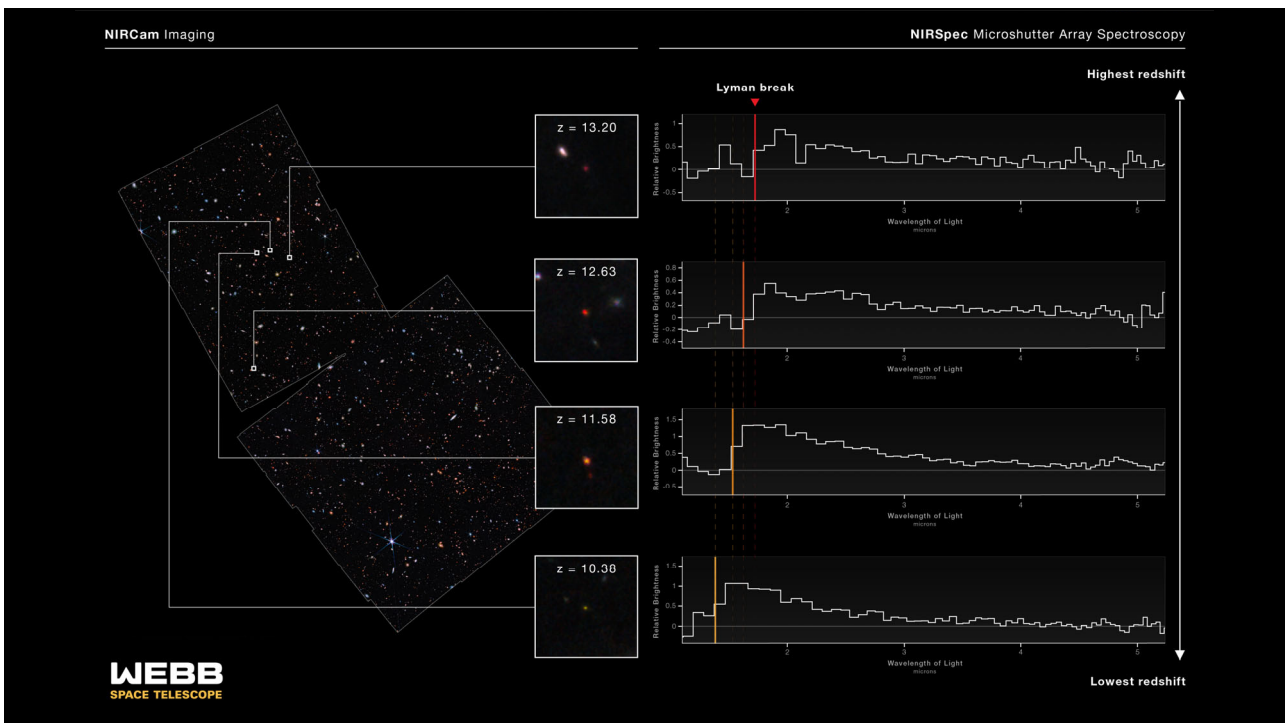 NIRCam Imaging
NIRSpec Microshutter Array Spectroscopy
Highest redshift
Lyman break
z = 13.20
Relative Brightness
1
0.5
0
-0.5
2
3
4
5
Wavelength of Light
microns
z = 12.63
Relative Brightness
0.8
0.6
0.4
0.2
0
-0.2
-0.4
2
3
4
5
Wavelength of Light
microns
z = 11.58
Relative Brightness
1.5
1
0.5
0
-0.5
2
3
4
5
Wavelength of Light
microns
z = 10.38
Relative Brightness
1.5
1
0.5
0
2
3
4
5
Wavelength of Light
microns
Lowest redshift
WEBB
SPACE TELESCOPE